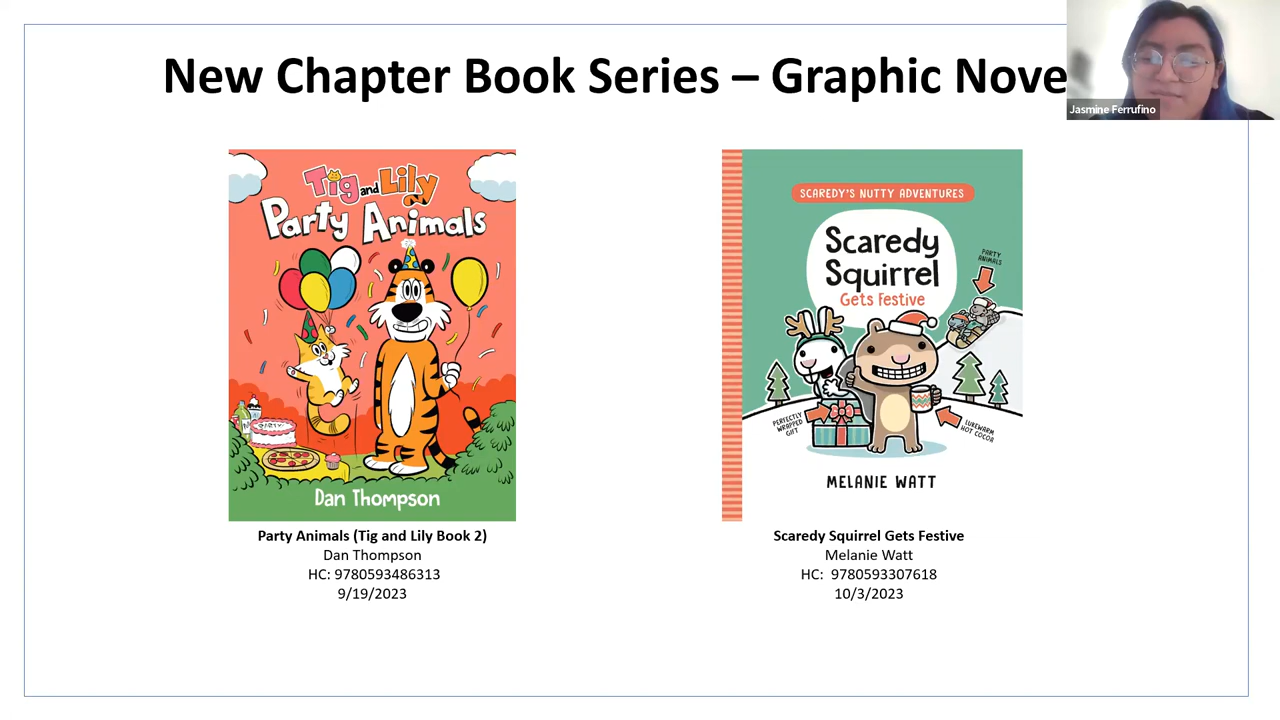 New Chapter Book Series – Graphic Nove
Jasmine Ferrufino
Tig and Lily
Party Animals
Dan Thompson
Party Animals (Tig and Lily Book 2)
Dan Thompson
HC: 9780593486313
9/19/2023
SCAREDY'S NUTTY ADVENTURES
Scaredy
Squirrel
Gets Festive
PARTY
ANIMALS
PERFECTLY
WRAPPED
GIFT
LUKEWARM
HOT COCOA
MELANIE WATT
Scaredy Squirrel Gets Festive
Melanie Watt
HC: 9780593307618
10/3/2023